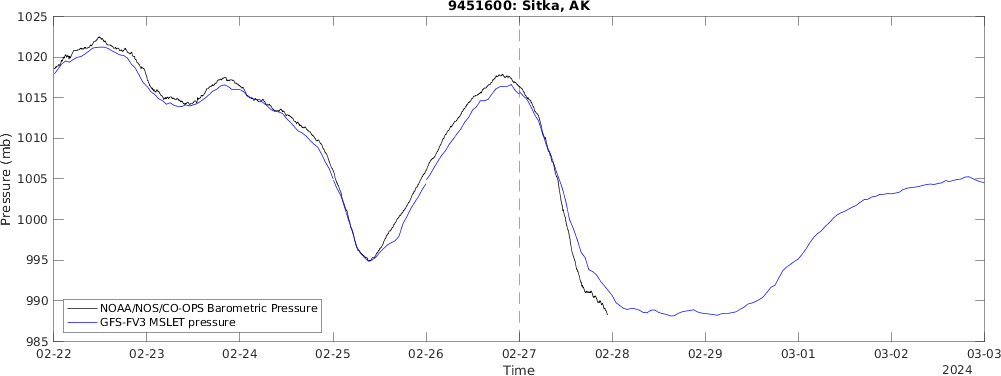 9451600: Sitka, AK
Pressure (mb)
1025
1020
1015
1010
1005
1000
995
990
985
NOAA/NOS/CO-OPS Barometric Pressure
GFS-FV3 MSLET pressure
02-22 02-23 02-24 02-25 02-26 02-27 02-28 02-29 03-01 03-02 03-03
Time
2024